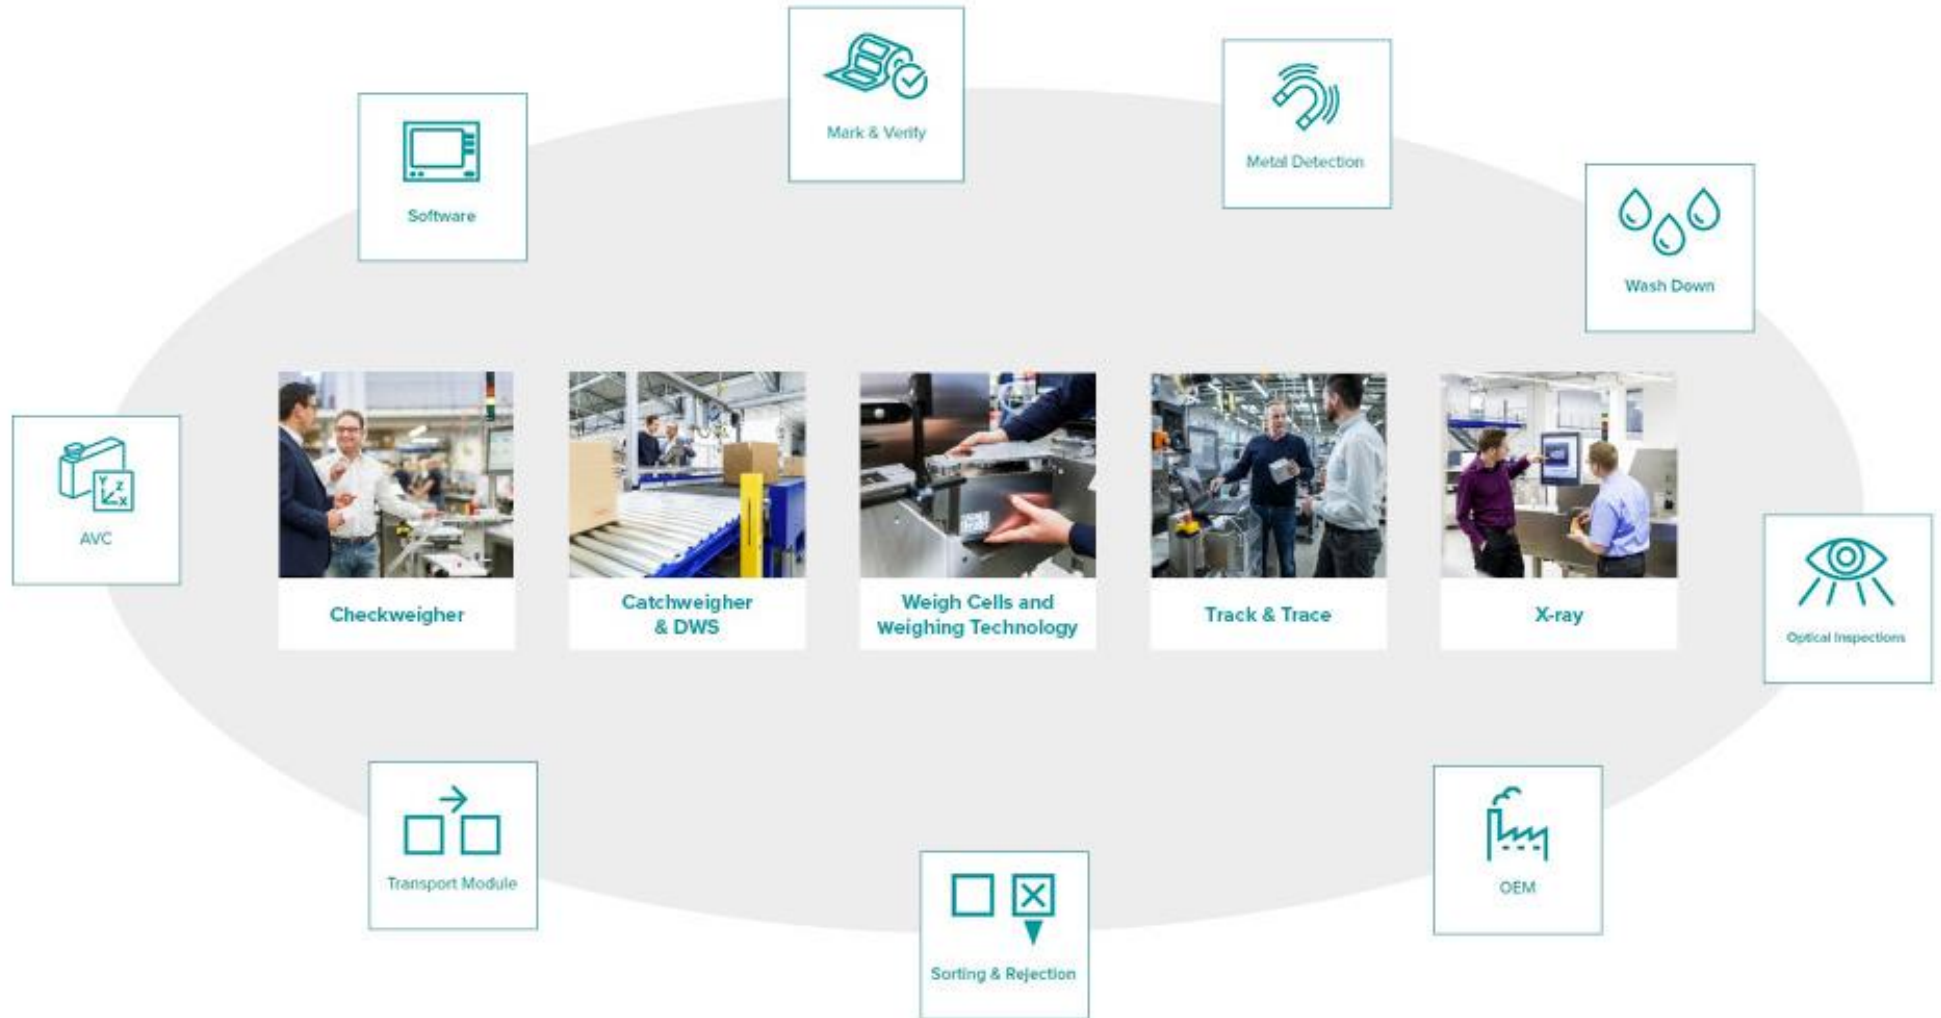 Mark & Verify
Metal Detection
Software
Wash Down
AVC
Y Z
X
Checkweigher
Catchweigher
& DWS
Weigh Cells and
Weighing Technology
Track & Trace
X-ray
Optical Inspections
Transport Module
OEM
Sorting & Rejection